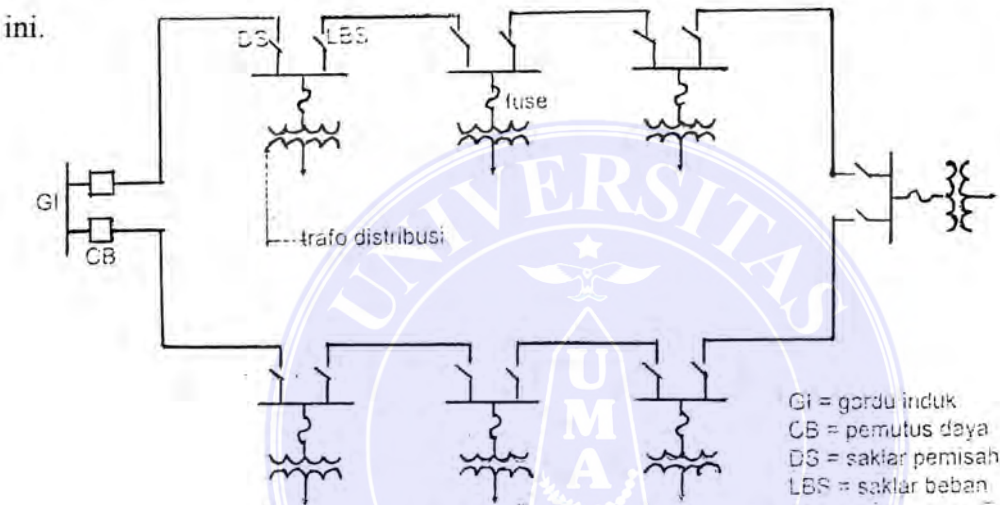 ini.
DS
LBS
fuse
GI
CB
trafo distribusi
UNIVERSITAS
UMA
GI = gardu induk
CB = pemutus daya
DS = saklar pemisah
LBS = saklar beban